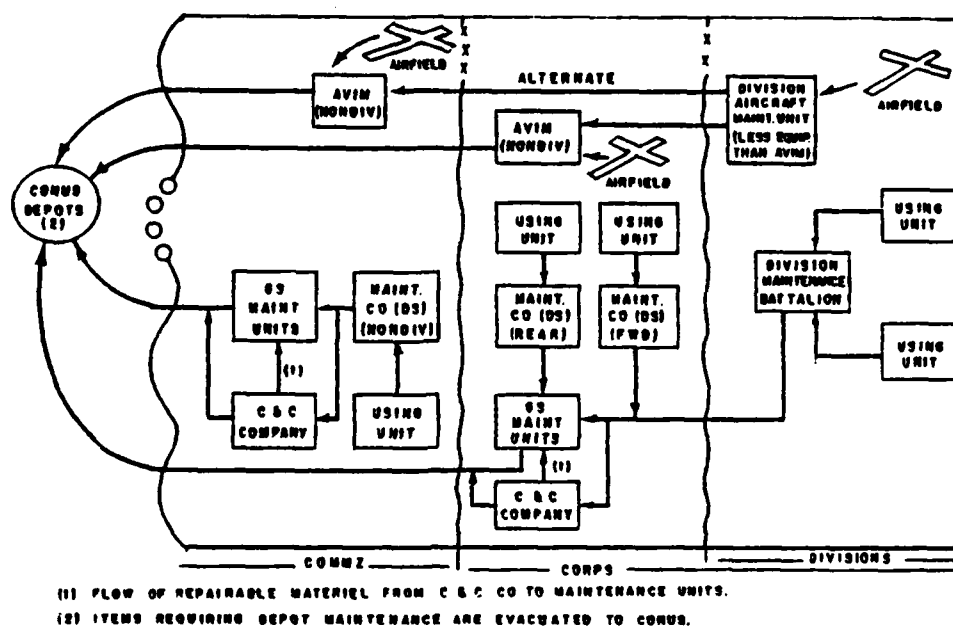 X
X
X
X
X
X
AIRFIELD
AIRFIELD
AVIM
(NONDIV)
ALTERNATE
DIVISION
AIRCRAFT
MAINT. UNIT
(LESS EQUIP.
THAN AVIM)
AVIM
(NONDIV)
AIRFIELD
CONUS
DEPOTS
(2)
USING
UNIT
USING
UNIT
USING
UNIT
DIVISION
MAINTENANCE
BATTALION
GS
MAINT
UNITS
MAINT.
CO (DS)
(NONDIV)
MAINT.
CO (DS)
(REAR)
MAINT.
CO (DS)
(FWD)
USING
UNIT
(1)
C & C
COMPANY
USING
UNIT
GS
MAINT
UNITS
(1)
C & C
COMPANY
COMMZ
CORPS
DIVISIONS
(1) FLOW OF REPAIRABLE MATERIEL FROM C & C CO TO MAINTENANCE UNITS.
(2) ITEMS REQUIRING DEPOT MAINTENANCE ARE EVACUATED TO CONUS.